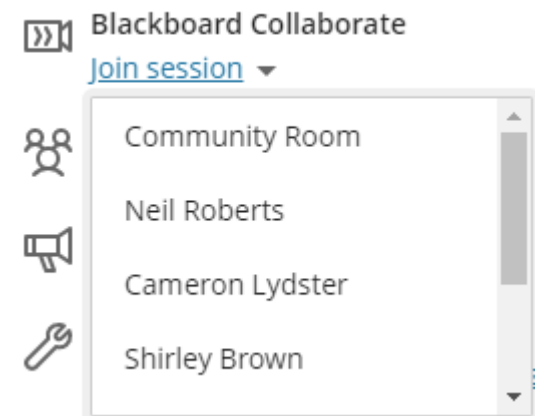 Blackboard Collaborate
Join session
Community Room
Neil Roberts
Cameron Lydster
Shirley Brown